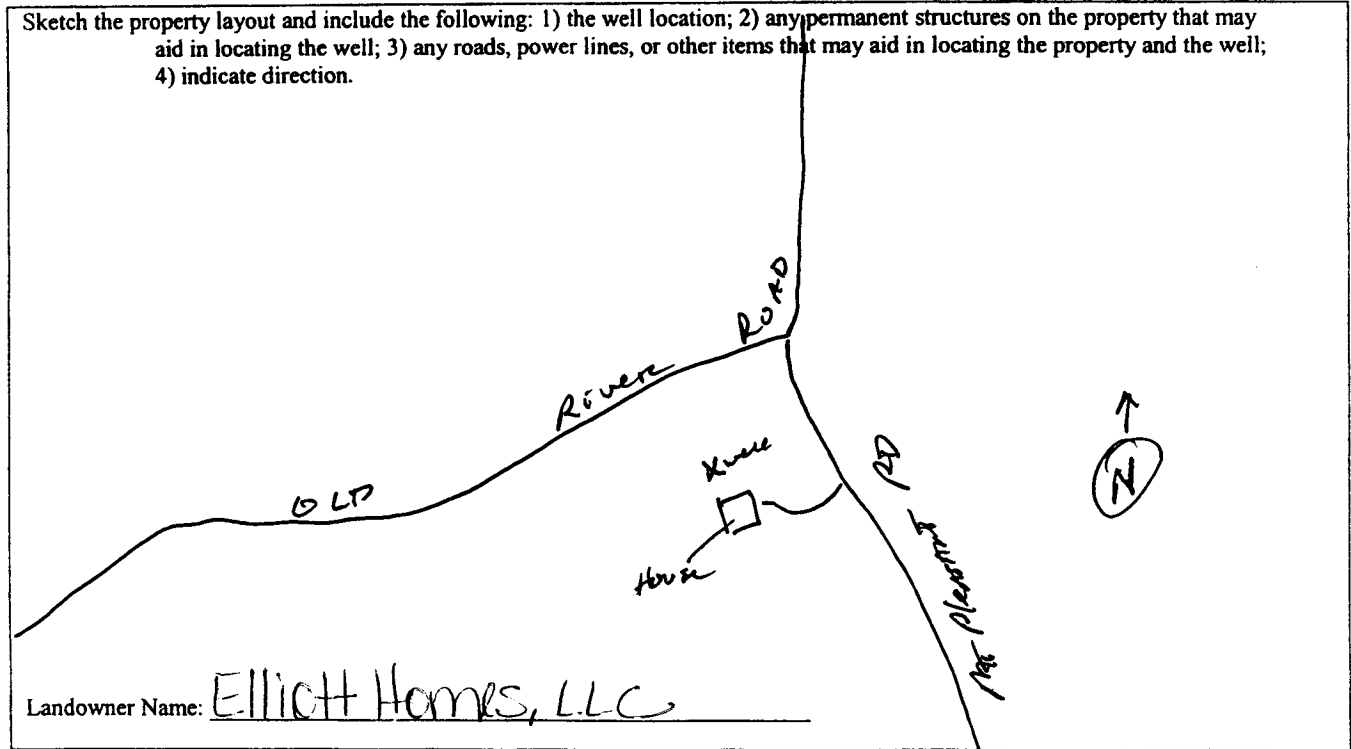 Sketch the property layout and include the following: 1) the well location; 2) any permanent structures on the property that may
aid in locating the well; 3) any roads, power lines, or other items that may aid in locating the property and the well;
4) indicate direction.
OLD River ROAD
X well
House
Mt Pleasant RD
N
Landowner Name: Elliott Homes, LLC